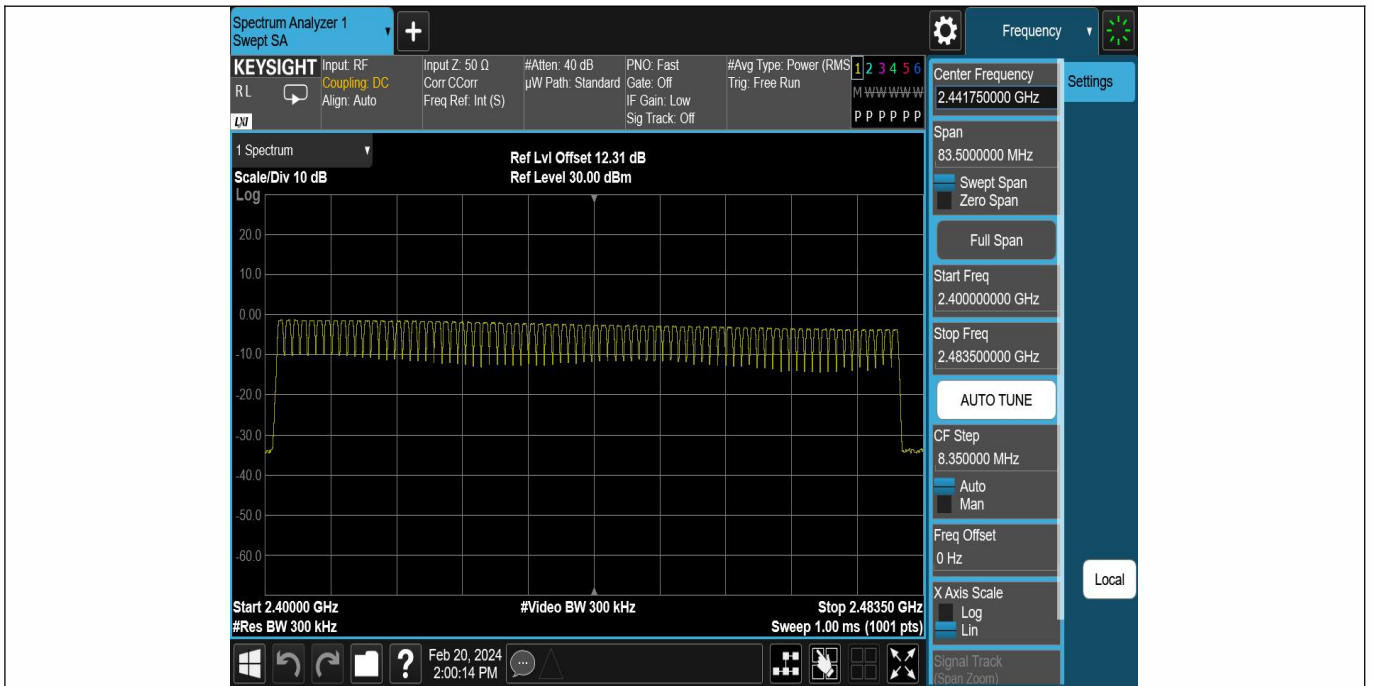 Spectrum Analyzer 1
Swept SA
+
Frequency
KEYSIGHT
RL
LXI
Input: RF
Coupling: DC
Align: Auto
Input Z: 50 Ω
Corr CCorr
Freq Ref: Int (S)
#Atten: 40 dB
µW Path: Standard
PNO: Fast
Gate: Off
IF Gain: Low
Sig Track: Off
#Avg Type: Power (RMS
Trig: Free Run
1 2 3 4 5 6
M W W W W W
P P P P P P
Center Frequency
2.441750000 GHz
Settings
1 Spectrum
Ref Lvl Offset 12.31 dB
Scale/Div 10 dB
Ref Level 30.00 dBm
Log
20.0
10.0
0.00
-10.0
-20.0
-30.0
-40.0
-50.0
-60.0
Start 2.40000 GHz
#Video BW 300 kHz
Stop 2.48350 GHz
#Res BW 300 kHz
Sweep 1.00 ms (1001 pts)
Span
83.5000000 MHz
Swept Span
Zero Span
Full Span
Start Freq
2.400000000 GHz
Stop Freq
2.483500000 GHz
AUTO TUNE
CF Step
8.350000 MHz
Auto
Man
Freq Offset
0 Hz
X Axis Scale
Log
Lin
Signal Track
(Span Zoom)
Local
?
Feb 20, 2024
2:00:14 PM